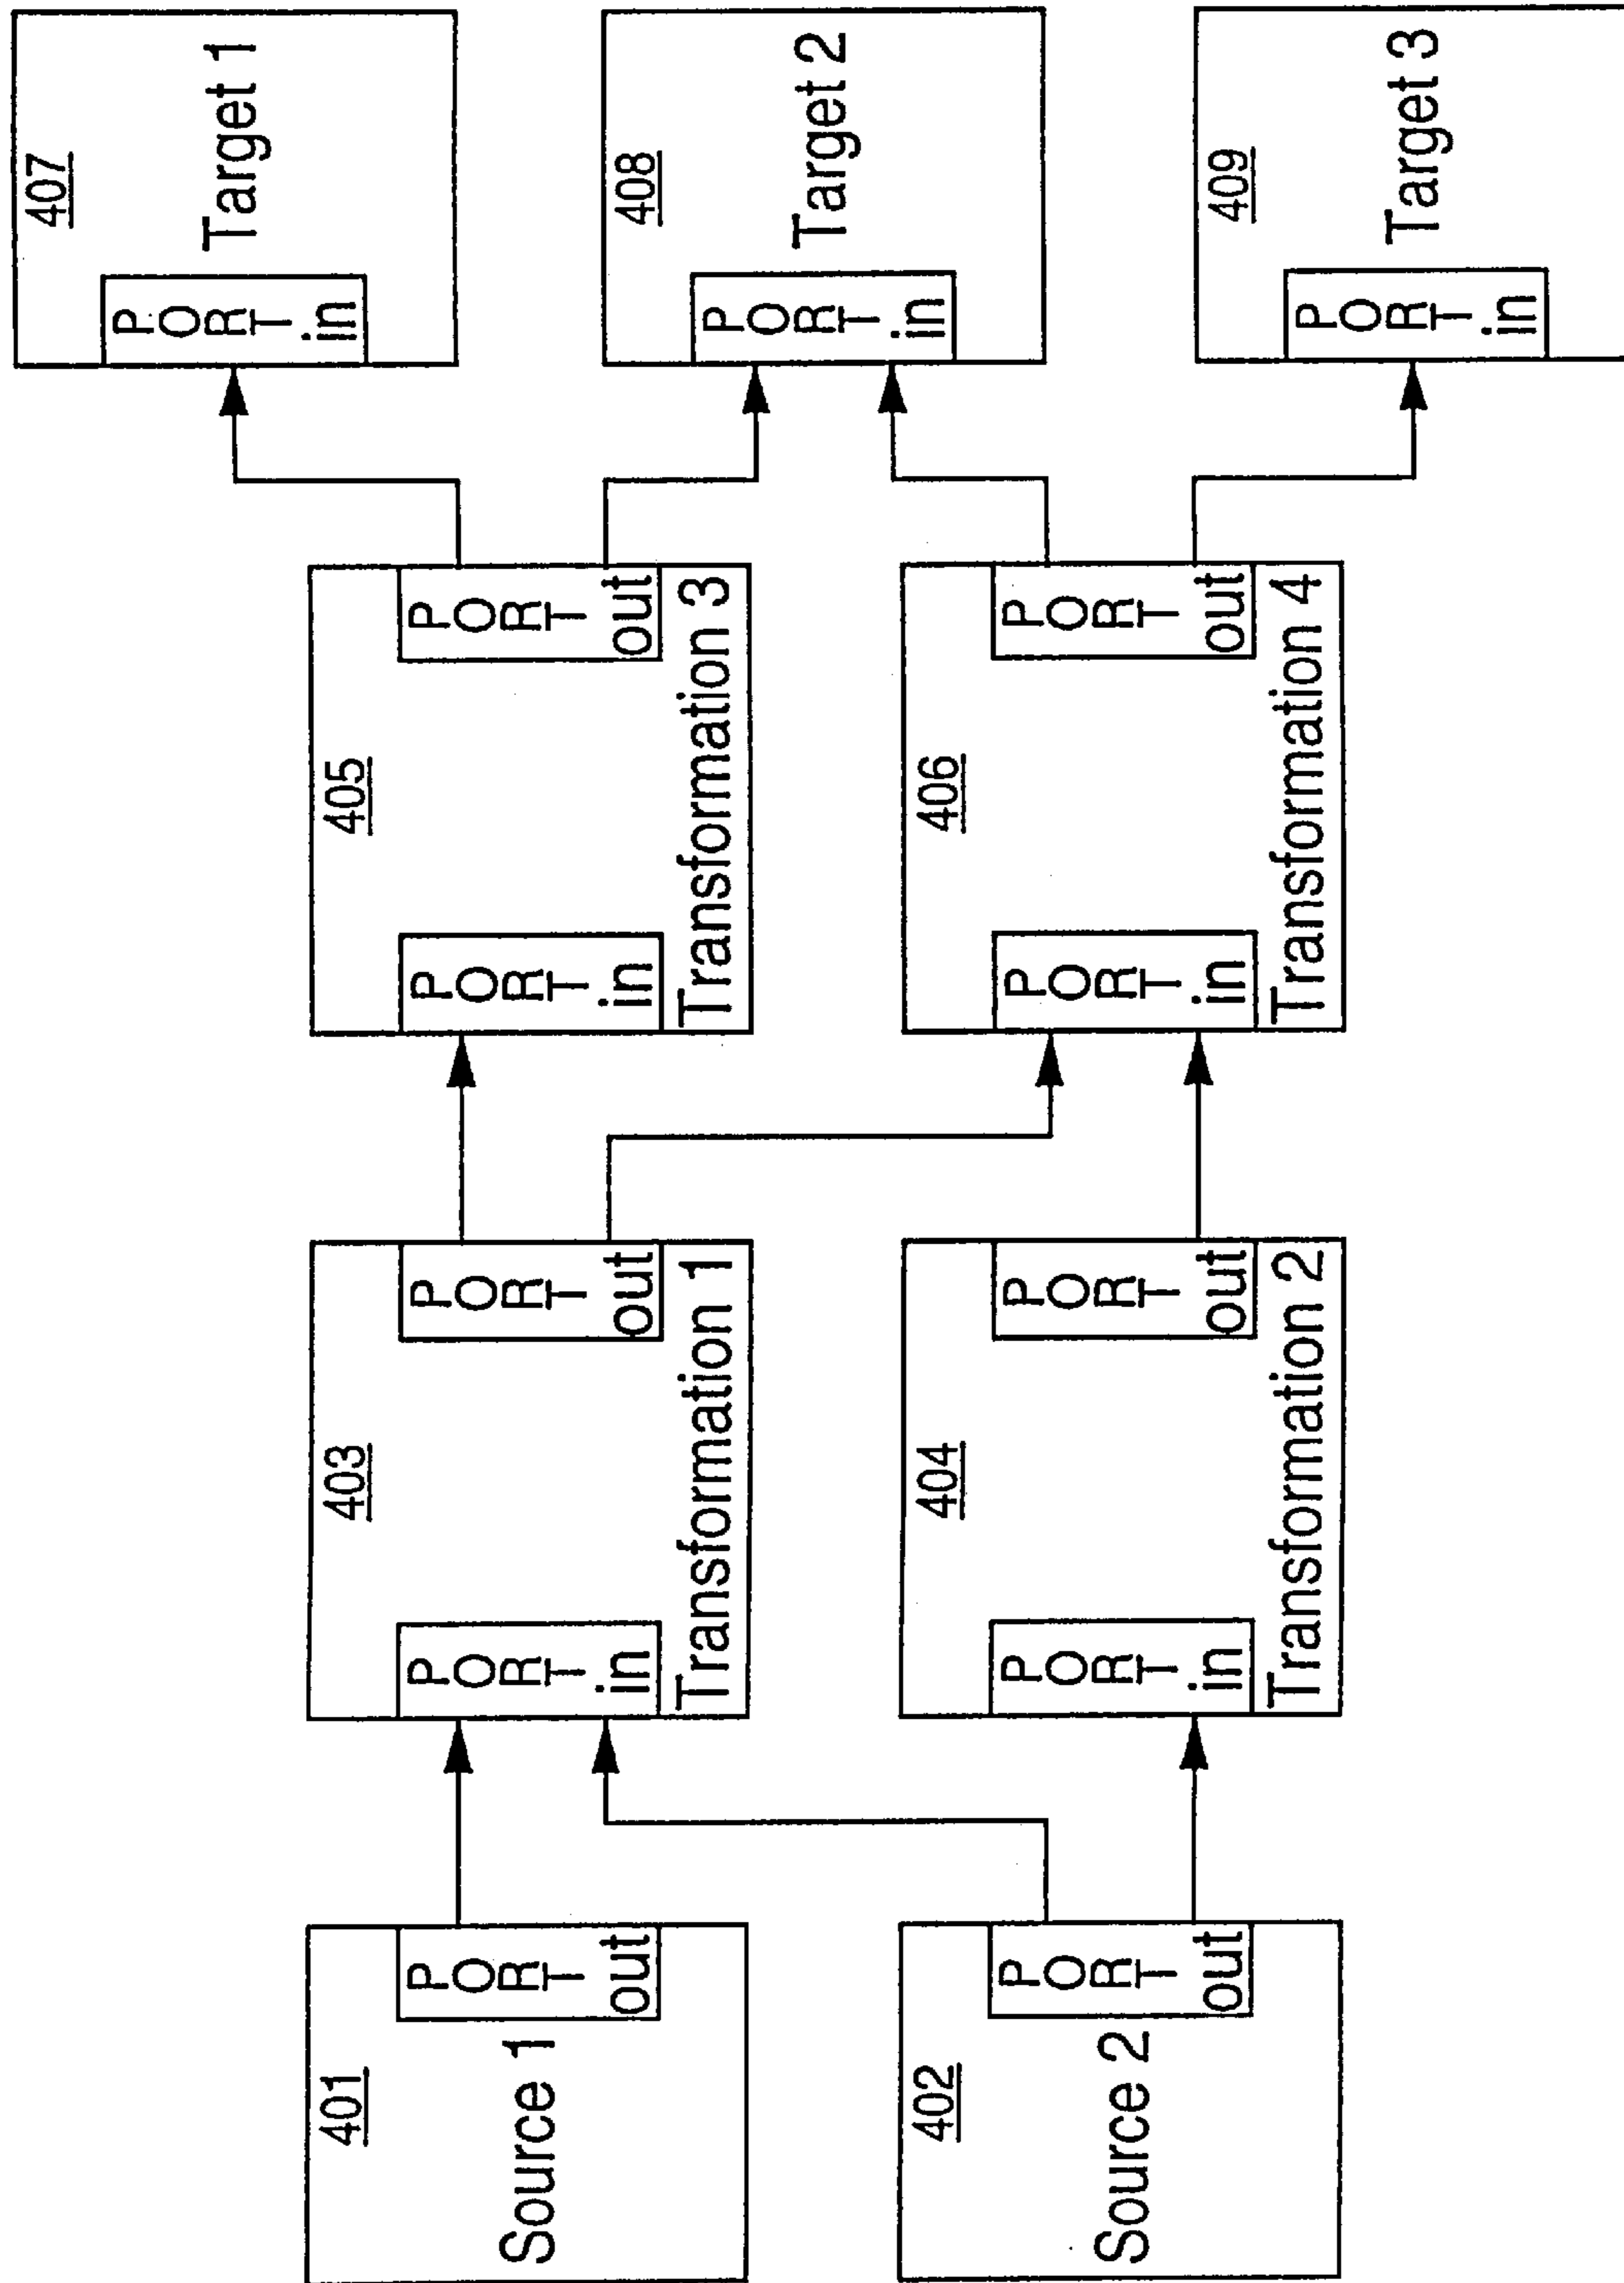 401
Source 1
PORT
out
402
Source 2
PORT
out
403
PORT
in
PORT
out
Transformation 1
404
PORT
in
PORT
out
Transformation 2
405
PORT
in
PORT
out
Transformation 3
406
PORT
in
PORT
out
Transformation 4
407
PORT
in
Target 1
408
PORT
in
Target 2
409
PORT
in
Target 3